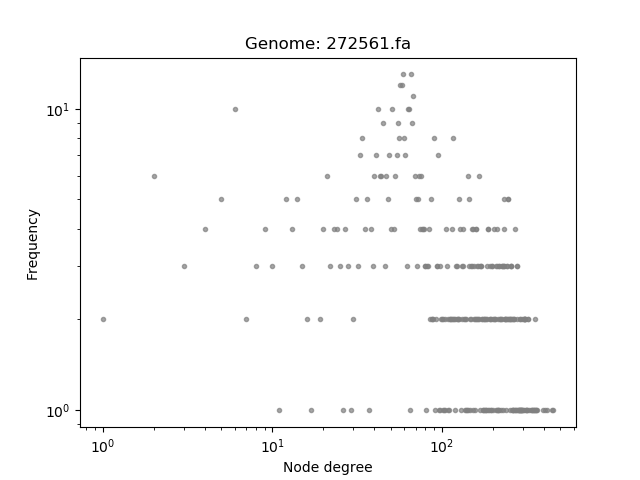 Genome: 272561.fa
10¹
10⁰
Frequency
10⁰ 10¹ 10²
Node degree